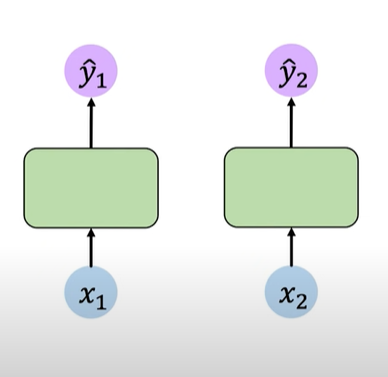 ŷ₁ ŷ₂
x₁ x₂